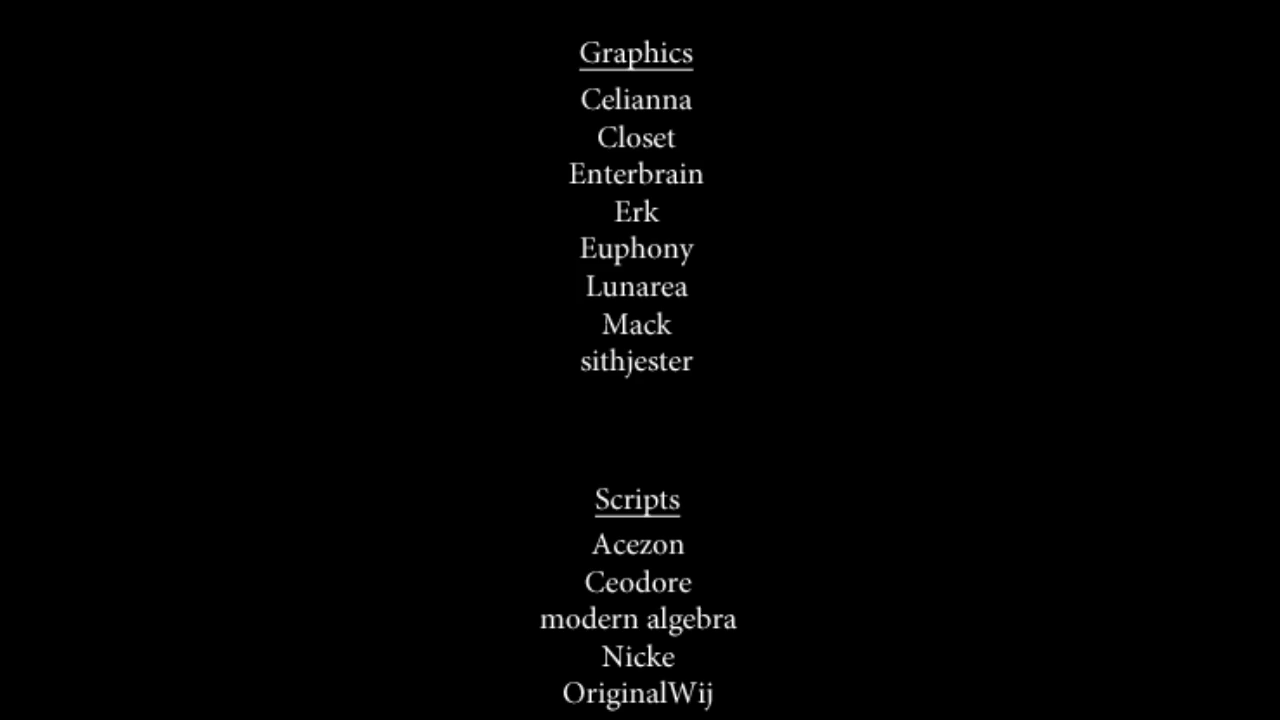 Graphics
Celianna
Closet
Enterbrain
Erk
Euphony
Lunarea
Mack
sithjester
Scripts
Acezon
Ceodore
modern algebra
Nicke
OriginalWij